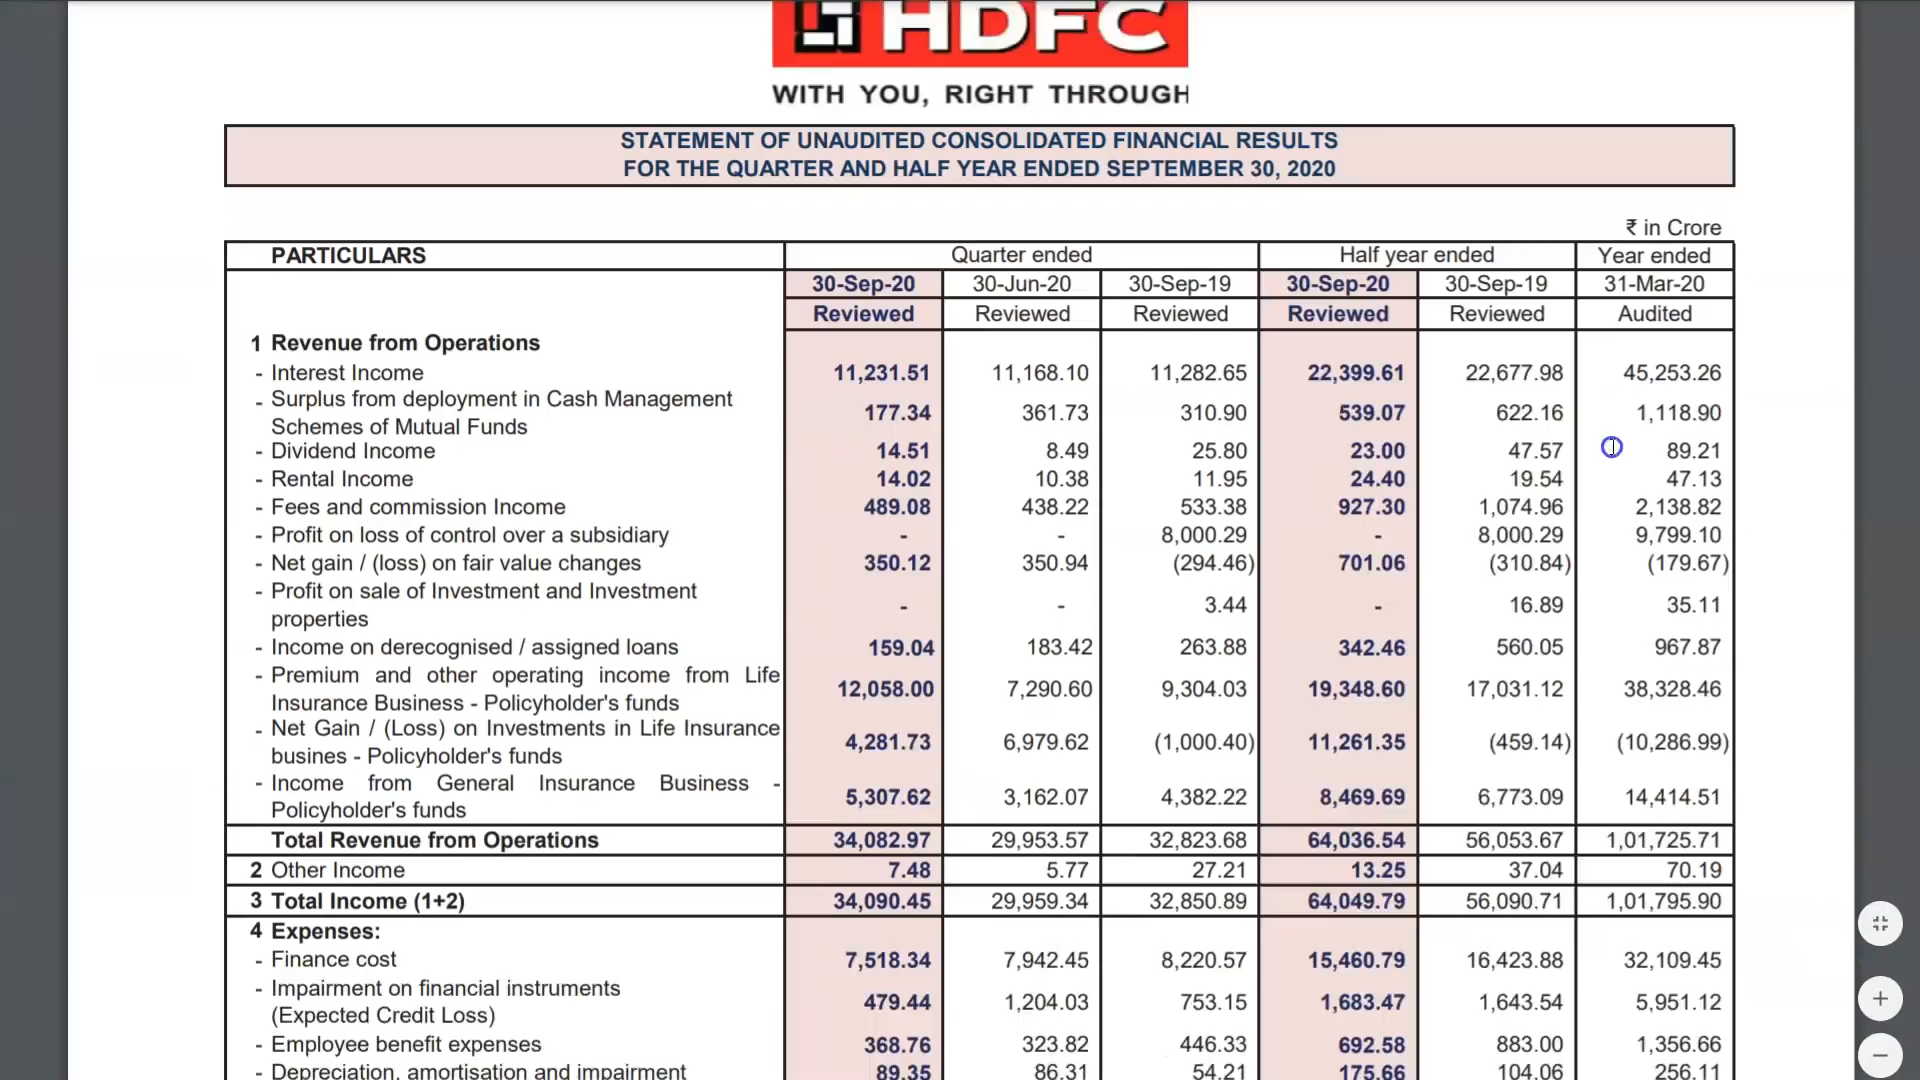 HDFC
WITH YOU, RIGHT THROUGH
STATEMENT OF UNAUDITED CONSOLIDATED FINANCIAL RESULTS
FOR THE QUARTER AND HALF YEAR ENDED SEPTEMBER 30, 2020
₹ in Crore
PARTICULARS Quarter ended Half year ended Year ended
30-Sep-20 30-Jun-20 30-Sep-19 30-Sep-20 30-Sep-19 31-Mar-20
Reviewed Reviewed Reviewed Reviewed Reviewed Audited
1 Revenue from Operations
- Interest Income 11,231.51 11,168.10 11,282.65 22,399.61 22,677.98 45,253.26
- Surplus from deployment in Cash Management
Schemes of Mutual Funds 177.34 361.73 310.90 539.07 622.16 1,118.90
- Dividend Income 14.51 8.49 25.80 23.00 47.57 89.21
- Rental Income 14.02 10.38 11.95 24.40 19.54 47.13
- Fees and commission Income 489.08 438.22 533.38 927.30 1,074.96 2,138.82
- Profit on loss of control over a subsidiary - - 8,000.29 - 8,000.29 9,799.10
- Net gain / (loss) on fair value changes 350.12 350.94 (294.46) 701.06 (310.84) (179.67)
- Profit on sale of Investment and Investment
properties - - 3.44 - 16.89 35.11
- Income on derecognised / assigned loans 159.04 183.42 263.88 342.46 560.05 967.87
- Premium and other operating income from Life
Insurance Business - Policyholder's funds 12,058.00 7,290.60 9,304.03 19,348.60 17,031.12 38,328.46
- Net Gain / (Loss) on Investments in Life Insurance
busines - Policyholder's funds 4,281.73 6,979.62 (1,000.40) 11,261.35 (459.14) (10,286.99)
- Income from General Insurance Business -
Policyholder's funds 5,307.62 3,162.07 4,382.22 8,469.69 6,773.09 14,414.51
Total Revenue from Operations 34,082.97 29,953.57 32,823.68 64,036.54 56,053.67 1,01,725.71
2 Other Income 7.48 5.77 27.21 13.25 37.04 70.19
3 Total Income (1+2) 34,090.45 29,959.34 32,850.89 64,049.79 56,090.71 1,01,795.90
4 Expenses:
- Finance cost 7,518.34 7,942.45 8,220.57 15,460.79 16,423.88 32,109.45
- Impairment on financial instruments
(Expected Credit Loss) 479.44 1,204.03 753.15 1,683.47 1,643.54 5,951.12
- Employee benefit expenses 368.76 323.82 446.33 692.58 883.00 1,356.66
- Depreciation, amortisation and impairment 89.35 86.31 54.21 175.66 104.06 256.11